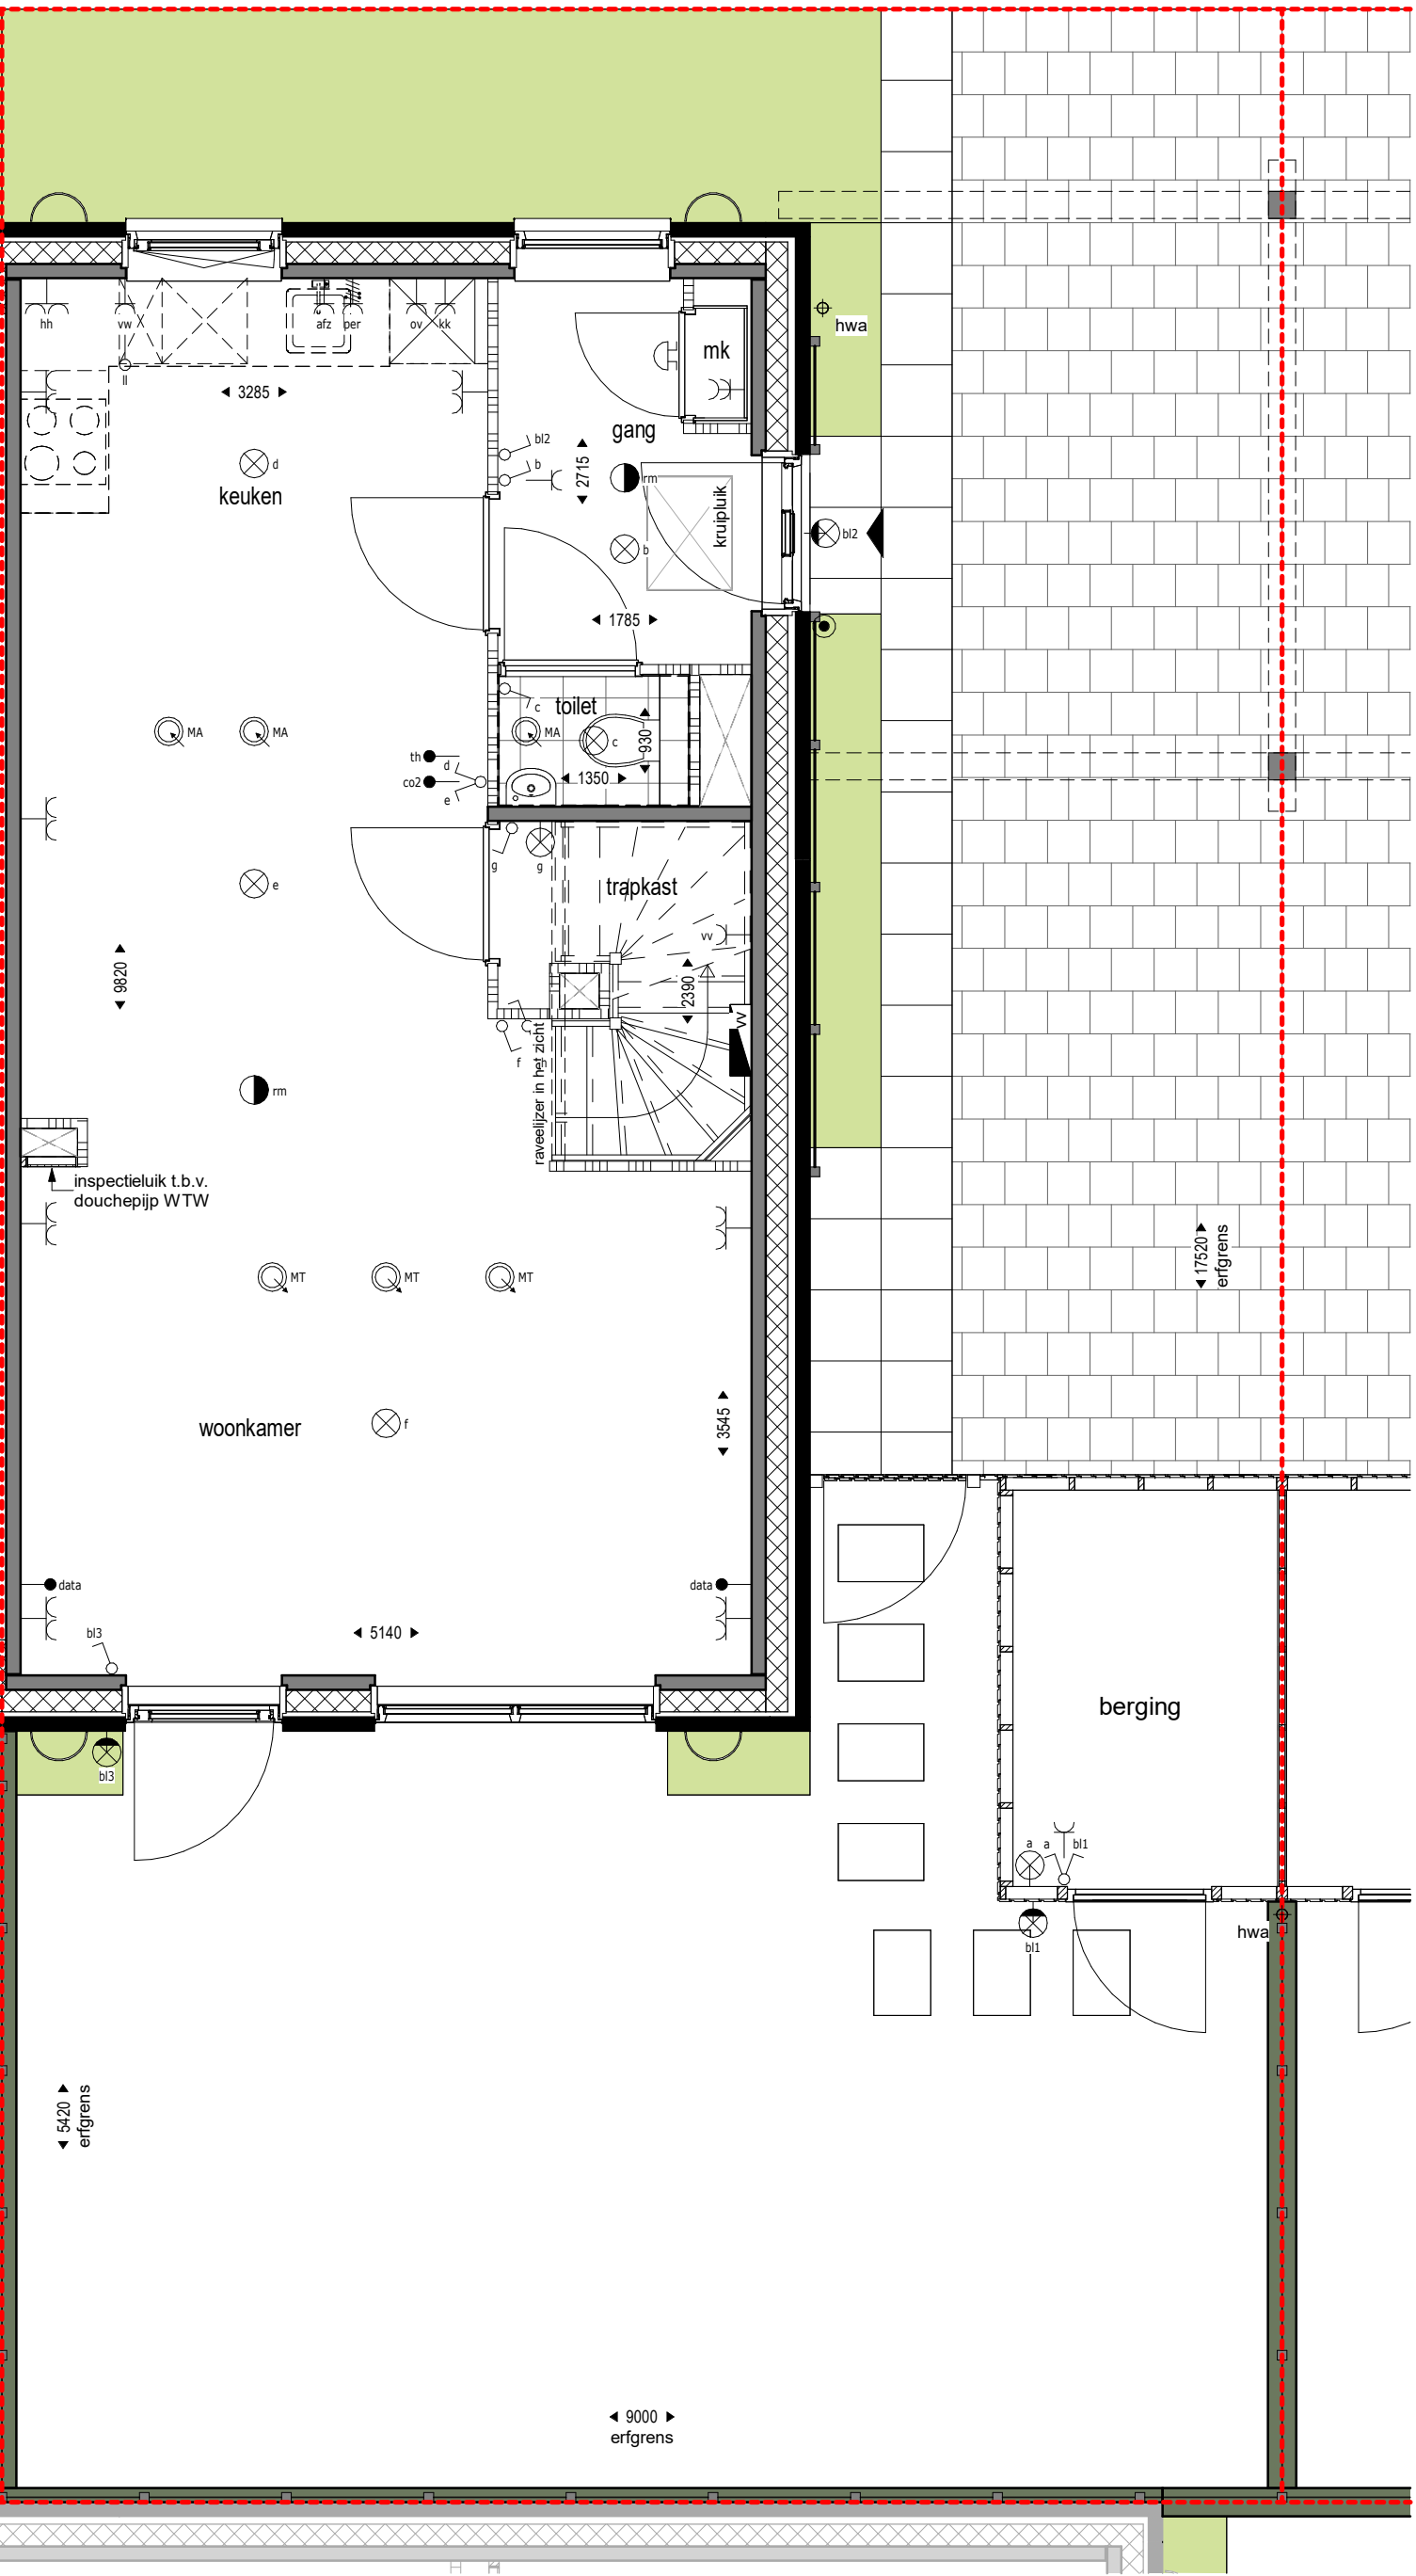 hwa
hh
vw
afz
per
ov
kk
mk
ll
3285
gang
bl2
b
2715
rm
d
keuken
kruipluik
bl2
b
1785
toilet
c
MA
MA
MA
c
930
th
d
co2
e
1350
g
g
trapkast
e
vv
9820
2390
vv
f
h
raveelijzer in het zicht
rm
inspectieluik t.b.v.
douchepijp WTW
17520
erfgrens
MT
MT
MT
3545
woonkamer
f
data
data
bl3
5140
berging
bl3
a
a
bl1
hwa
bl1
5420
erfgrens
9000
erfgrens